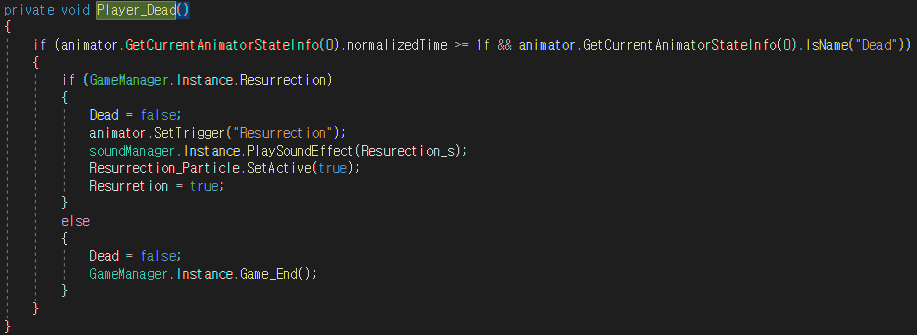 private void Player_Dead()
{
if (animator.GetCurrentAnimatorStateInfo(0).normalizedTime >= 1f && animator.GetCurrentAnimatorStateInfo(0).IsName("Dead"))
{
if (GameManager.Instance.Resurrection)
{
Dead = false;
animator.SetTrigger("Resurrection");
soundManager.Instance.PlaySoundEffect(Resurection_s);
Resurrection_Particle.SetActive(true);
Resurretion = true;
}
else
{
Dead = false;
GameManager.Instance.Game_End();
}
}
}